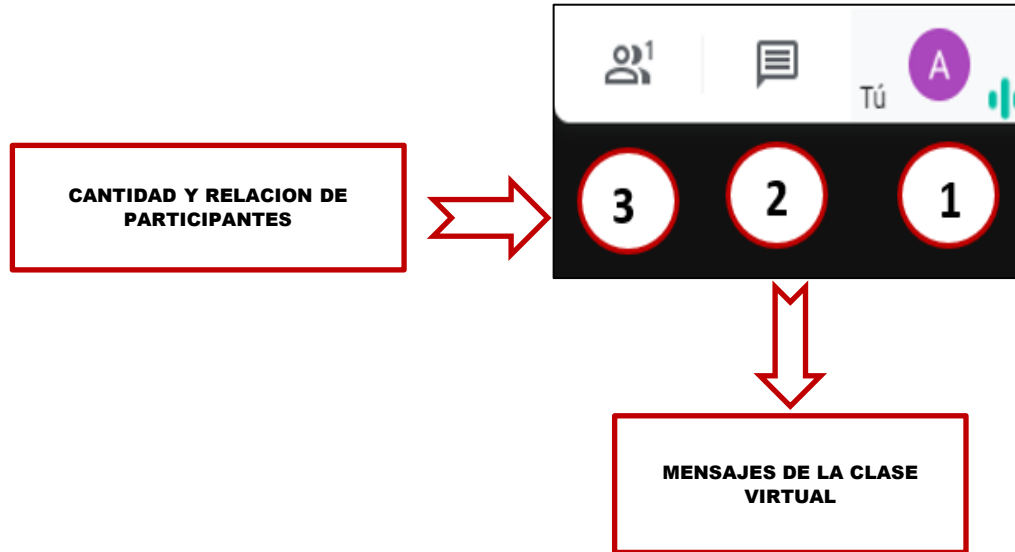 1
Tú
A
3
2
1
CANTIDAD Y RELACION DE
PARTICIPANTES
MENSAJES DE LA CLASE
VIRTUAL